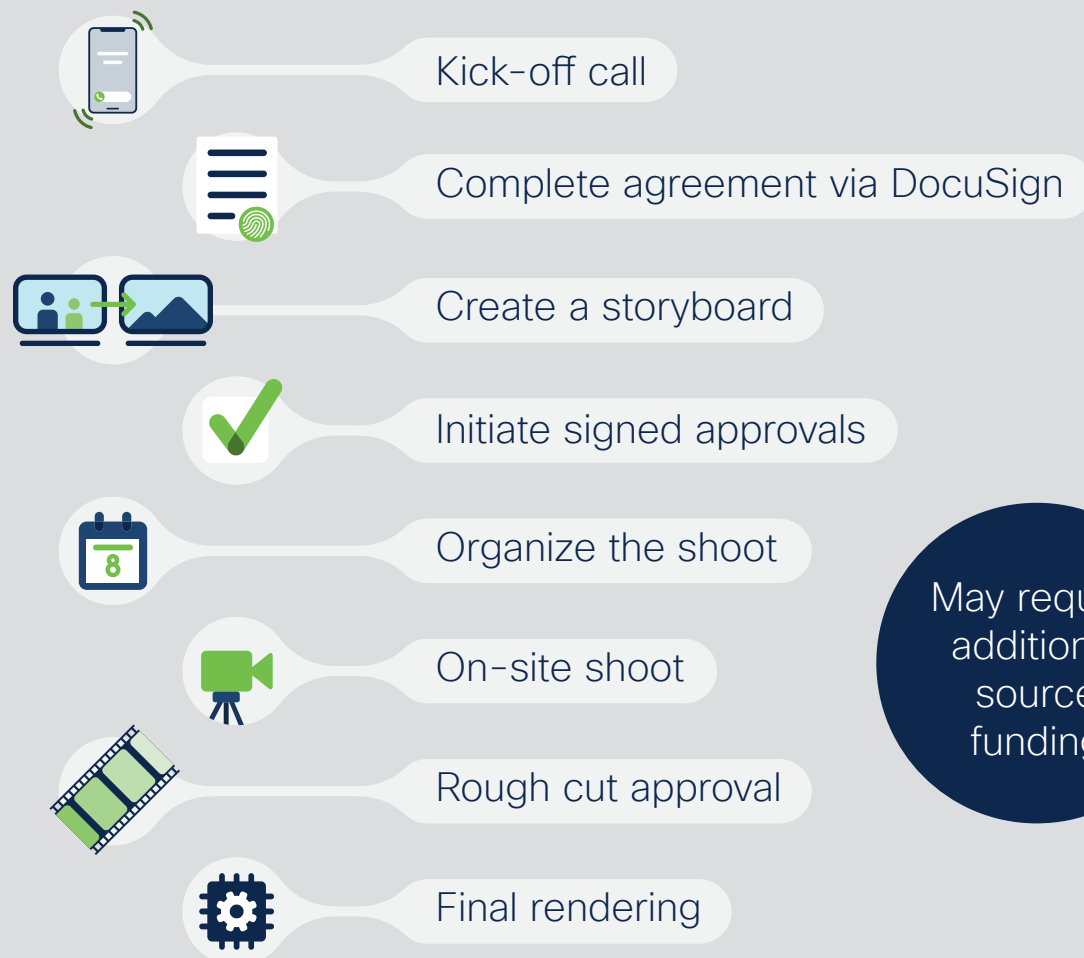 Kick-off call
Complete agreement via DocuSign
Create a storyboard
Initiate signed approvals
8
Organize the shoot
On-site shoot
May
Rough cut approval
Final rendering